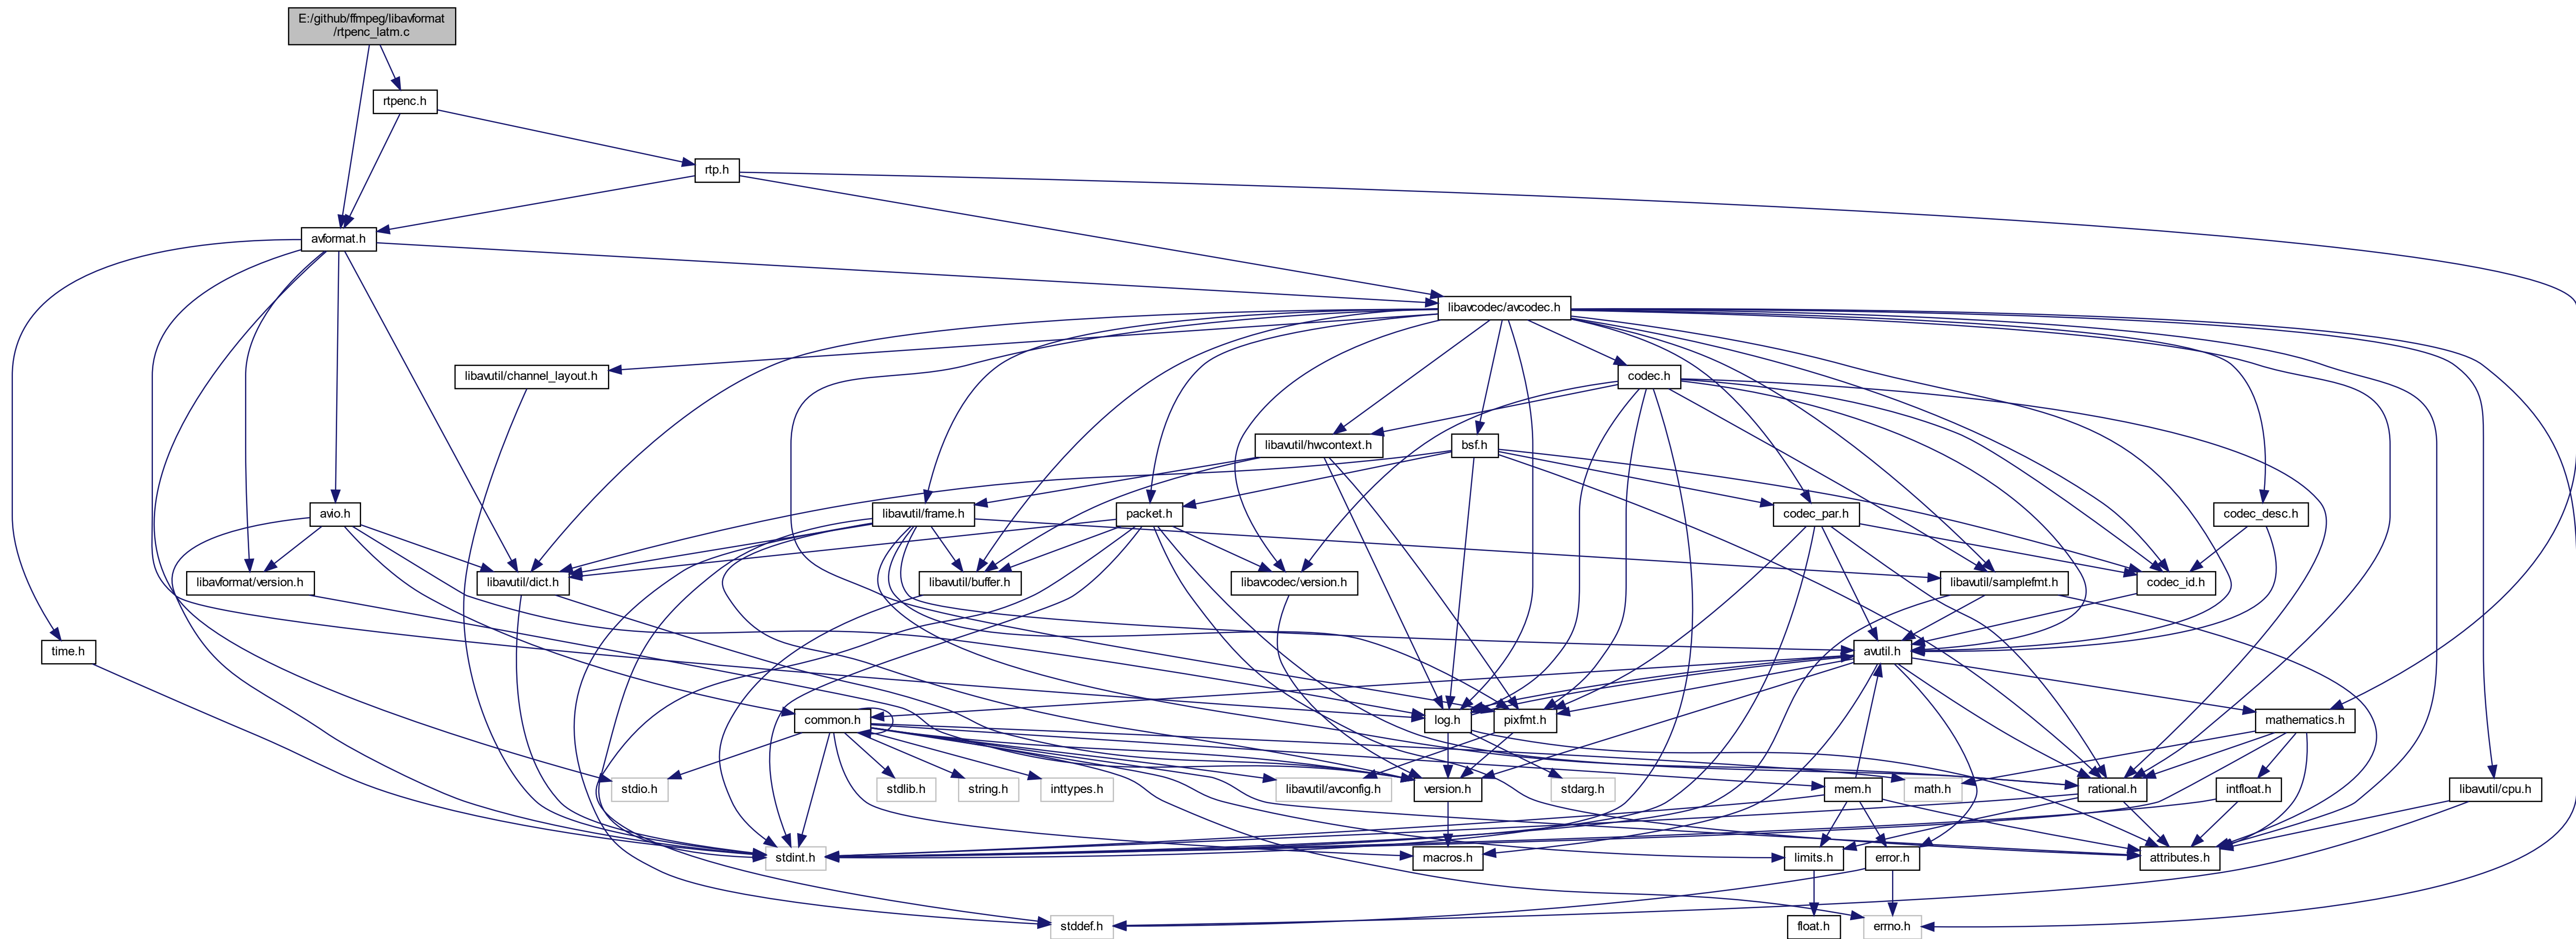 E:/github/ffmpeg/libavformat
/rtpenc_latm.c
rtpenc.h
rtp.h
avformat.h
libavcodec/avcodec.h
libavutil/channel_layout.h
codec.h
libavutil/hwcontext.h
bsf.h
avio.h
libavutil/frame.h
packet.h
codec_par.h
codec_desc.h
libavformat/version.h
libavutil/dict.h
libavutil/buffer.h
libavcodec/version.h
libavutil/samplefmt.h
codec_id.h
time.h
avutil.h
common.h
log.h
pixfmt.h
mathematics.h
stdio.h
stdlib.h
string.h
inttypes.h
libavutil/avconfig.h
version.h
stdarg.h
mem.h
math.h
rational.h
intfloat.h
libavutil/cpu.h
stdint.h
macros.h
limits.h
error.h
attributes.h
stddef.h
float.h
errno.h